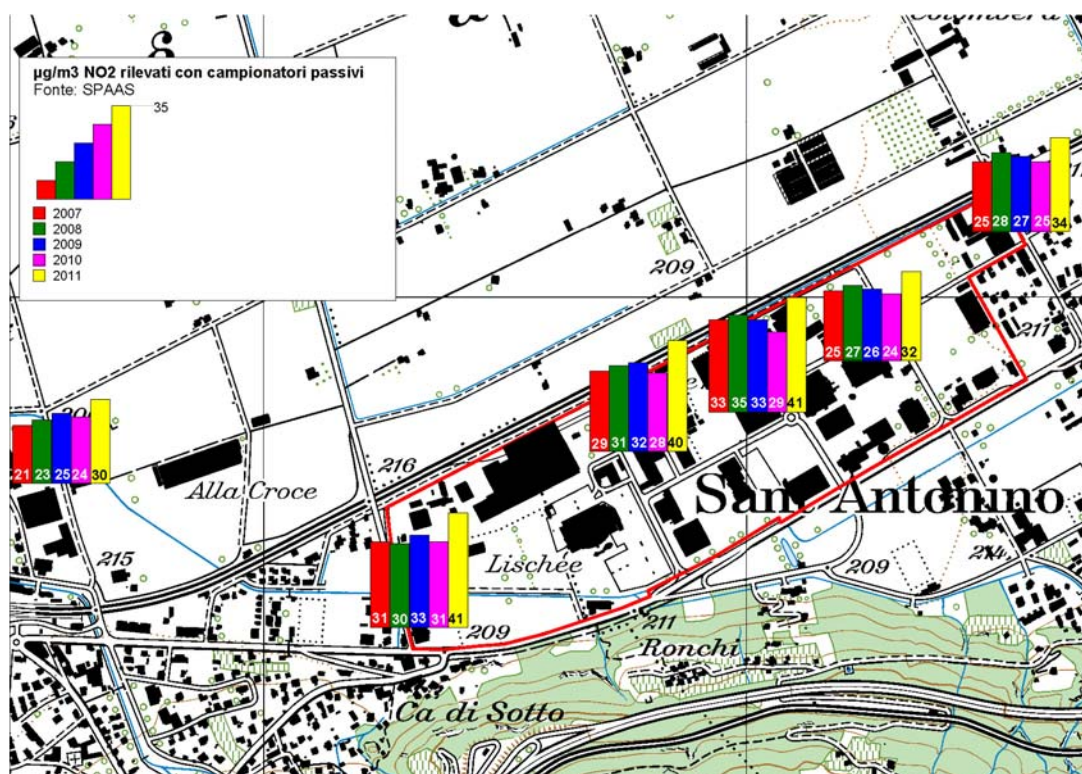 Colombera
µg/m3 NO2 rilevati con campionatori passivi
Fonte: SPAAS
35
2007
2008
2009
2010
2011
25 28 27 25 34
209
25 27 26 24 32
211
33 35 33 29 41
29 31 32 28 40
21 23 25 24 30
216
Alla Croce
San Antonino
215
Lischée
209
214
31 30 33 31 41
209
211
Ronchi
Ca di Sotto